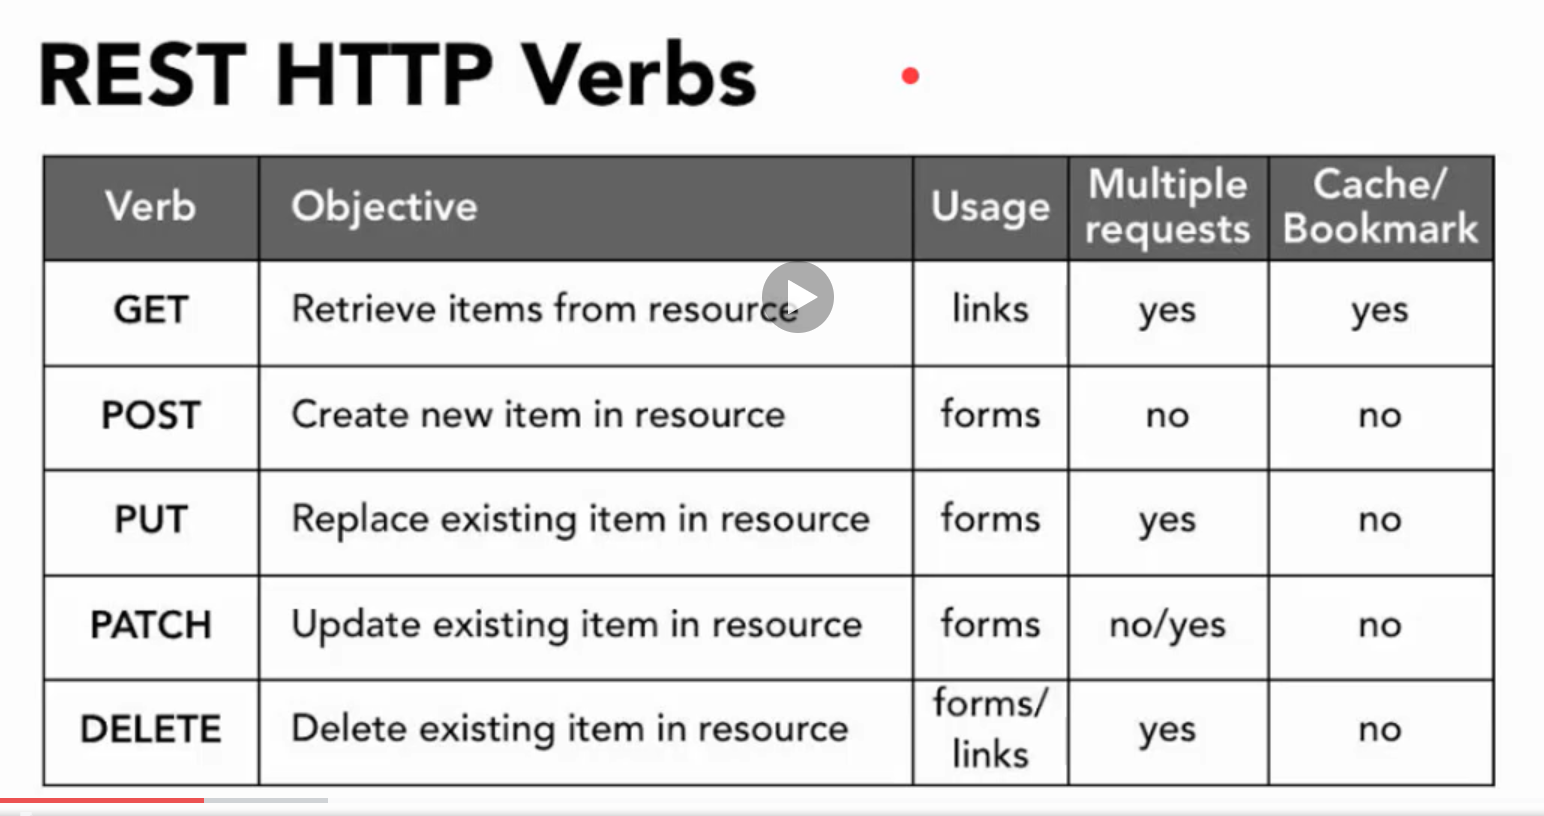 REST HTTP Verbs
Verb Objective Usage Multiple requests Cache/ Bookmark
GET Retrieve items from resource links yes yes
POST Create new item in resource forms no no
PUT Replace existing item in resource forms yes no
PATCH Update existing item in resource forms no/yes no
DELETE Delete existing item in resource forms/ links yes no